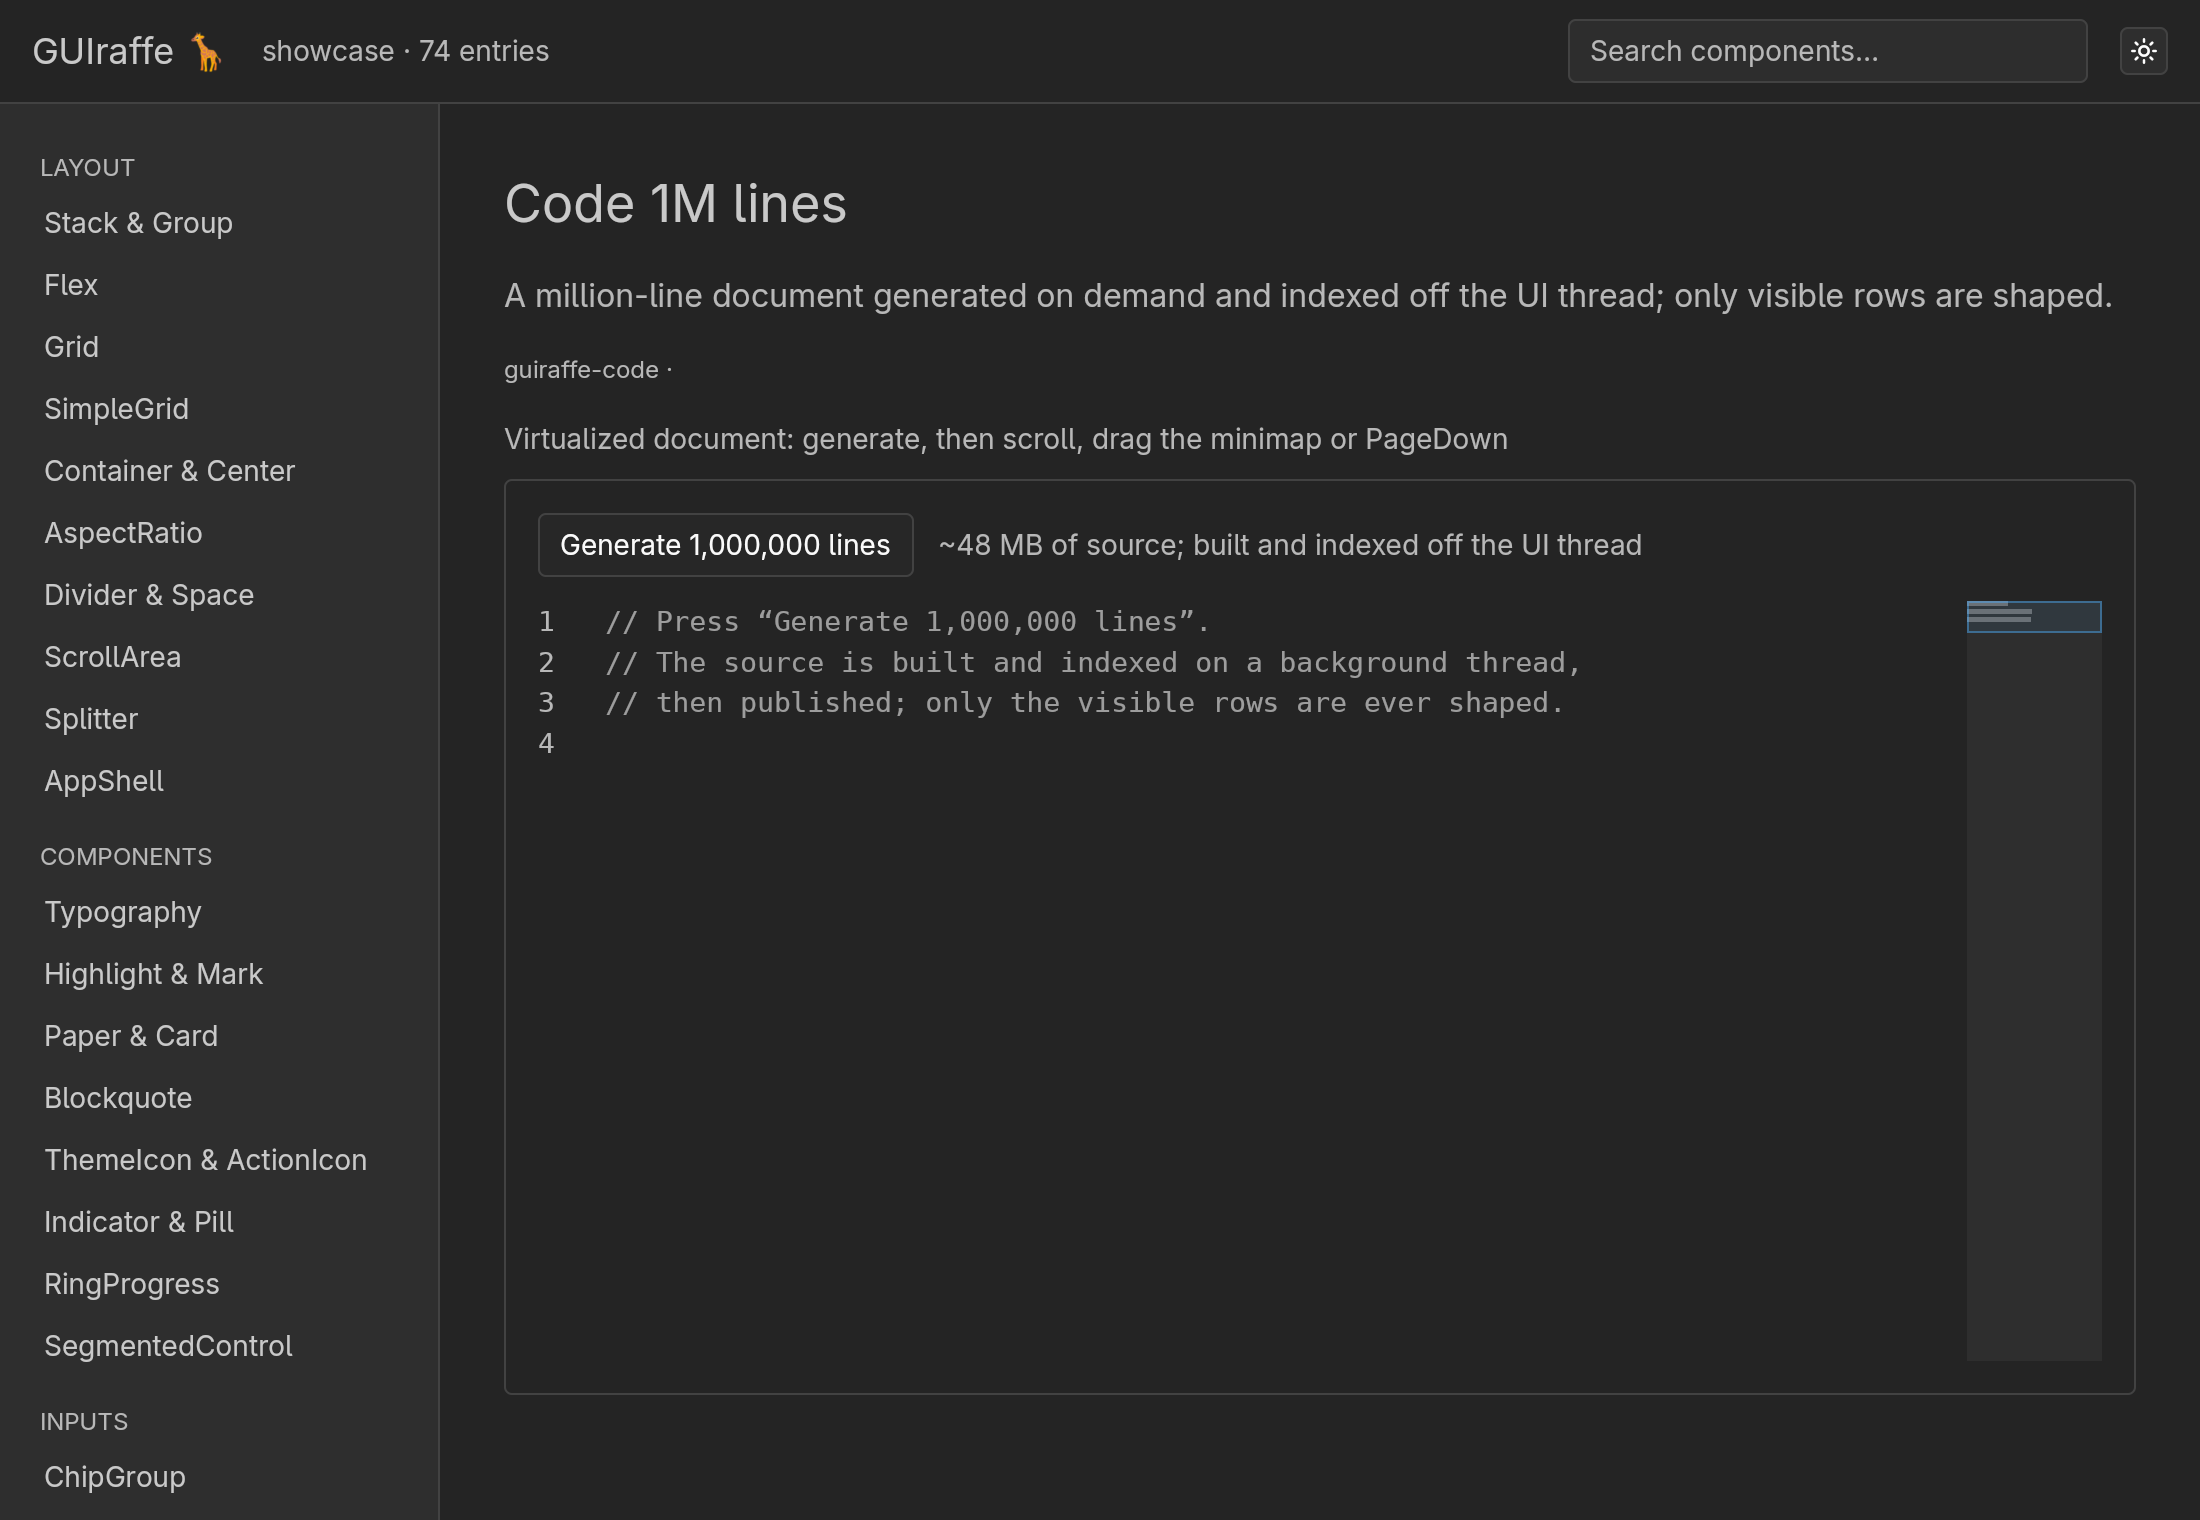 GUIraffe 🦒 showcase · 74 entries
Search components...
LAYOUT
Stack & Group
Flex
Grid
SimpleGrid
Container & Center
AspectRatio
Divider & Space
ScrollArea
Splitter
AppShell
COMPONENTS
Typography
Highlight & Mark
Paper & Card
Blockquote
ThemeIcon & ActionIcon
Indicator & Pill
RingProgress
SegmentedControl
INPUTS
ChipGroup
Code 1M lines
A million-line document generated on demand and indexed off the UI thread; only visible rows are shaped.
guiraffe-code ·
Virtualized document: generate, then scroll, drag the minimap or PageDown
Generate 1,000,000 lines ~48 MB of source; built and indexed off the UI thread
1 // Press “Generate 1,000,000 lines”.
2 // The source is built and indexed on a background thread,
3 // then published; only the visible rows are ever shaped.
4